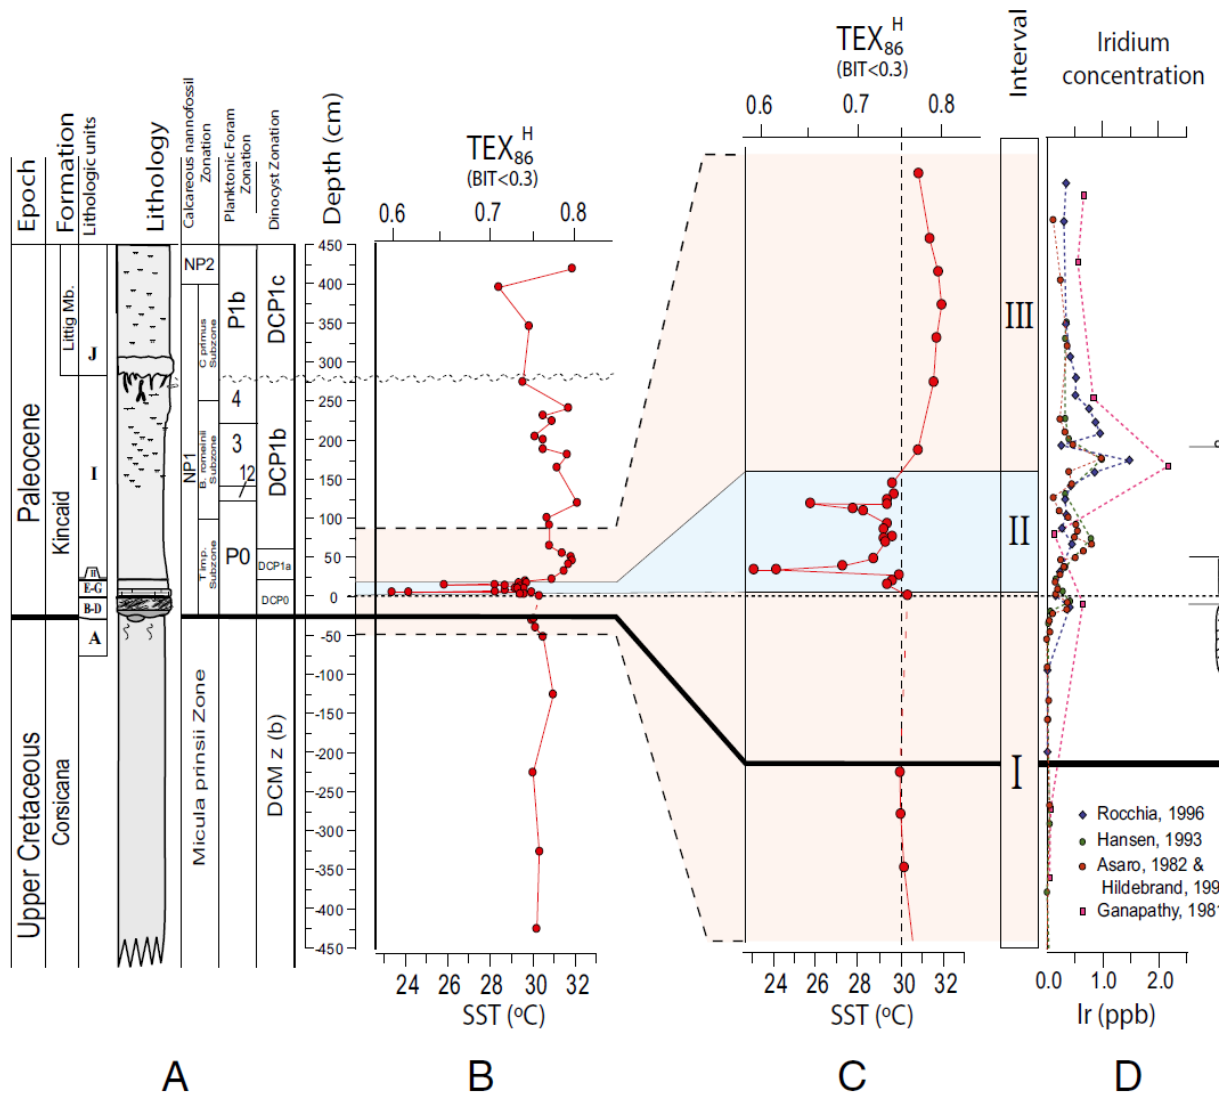 TEX86 H
(BIT<0.3)
0.6 0.7 0.8
Interval
Iridium
concentration
Epoch
Formation
Lithologic units
Lithology
Calcareous nannofossil
Zonation
Planktonic Foram
Zonation
Dinocyst Zonation
Depth (cm)
TEX86 H
(BIT<0.3)
0.6 0.7 0.8
Paleocene
Upper Cretaceous
Littig Mb.
Kincaid
Corsicana
J
I
E-G
B-D
A
NP2
C primus
Subzone
NP1
B. romeinii
Subzone
T imp.
Subzone
Micula prinsii Zone
P1b
4
3
12
P0
DCP1c
DCP1b
DCP1a
DCP0
DCM z (b)
450
400
350
300
250
200
150
100
50
0
-50
-100
-150
-200
-250
-300
-350
-400
-450
III
II
I
Rocchia, 1996
Hansen, 1993
Asaro, 1982 &
Hildebrand, 199
Ganapathy, 1981
24 26 28 30 32
SST (ºC)
24 26 28 30 32
SST (ºC)
0.0 1.0 2.0
Ir (ppb)
A B C D